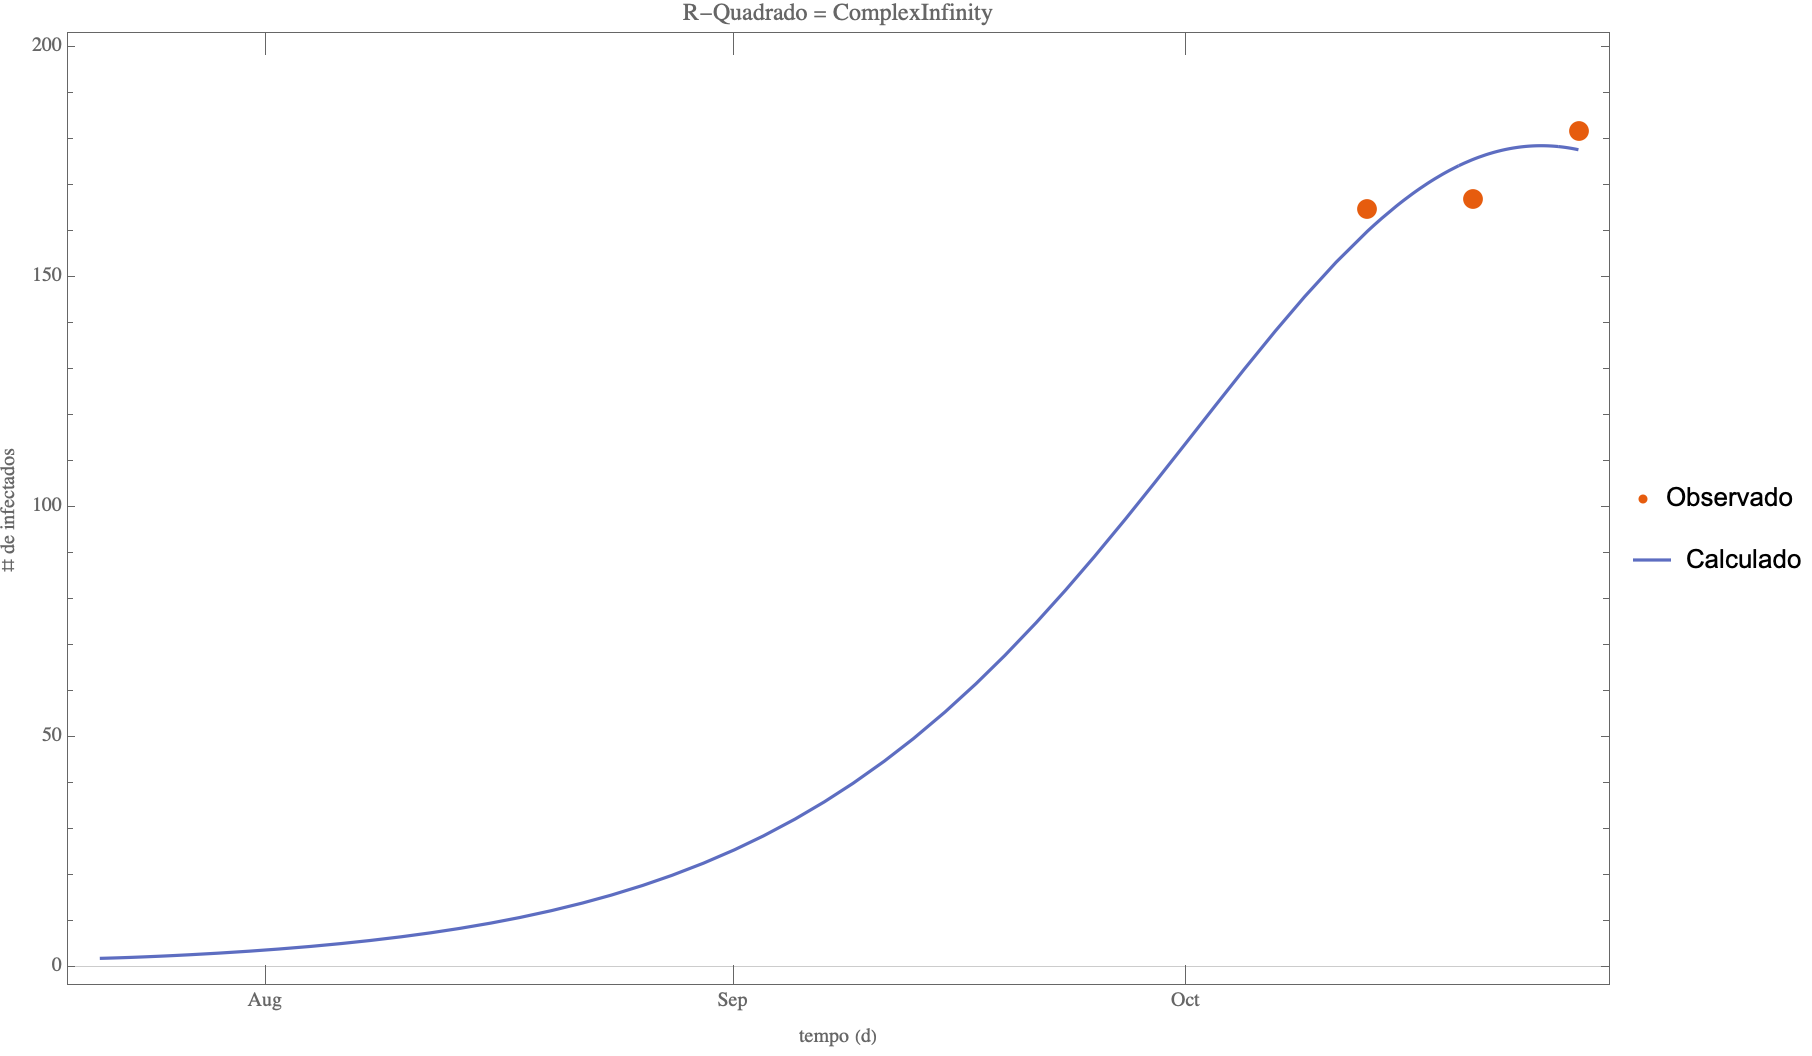 R−Quadrado = ComplexInfinity
200
150
100
50
0
# de infectados
Aug
Sep
Oct
tempo (d)
Observado
Calculado